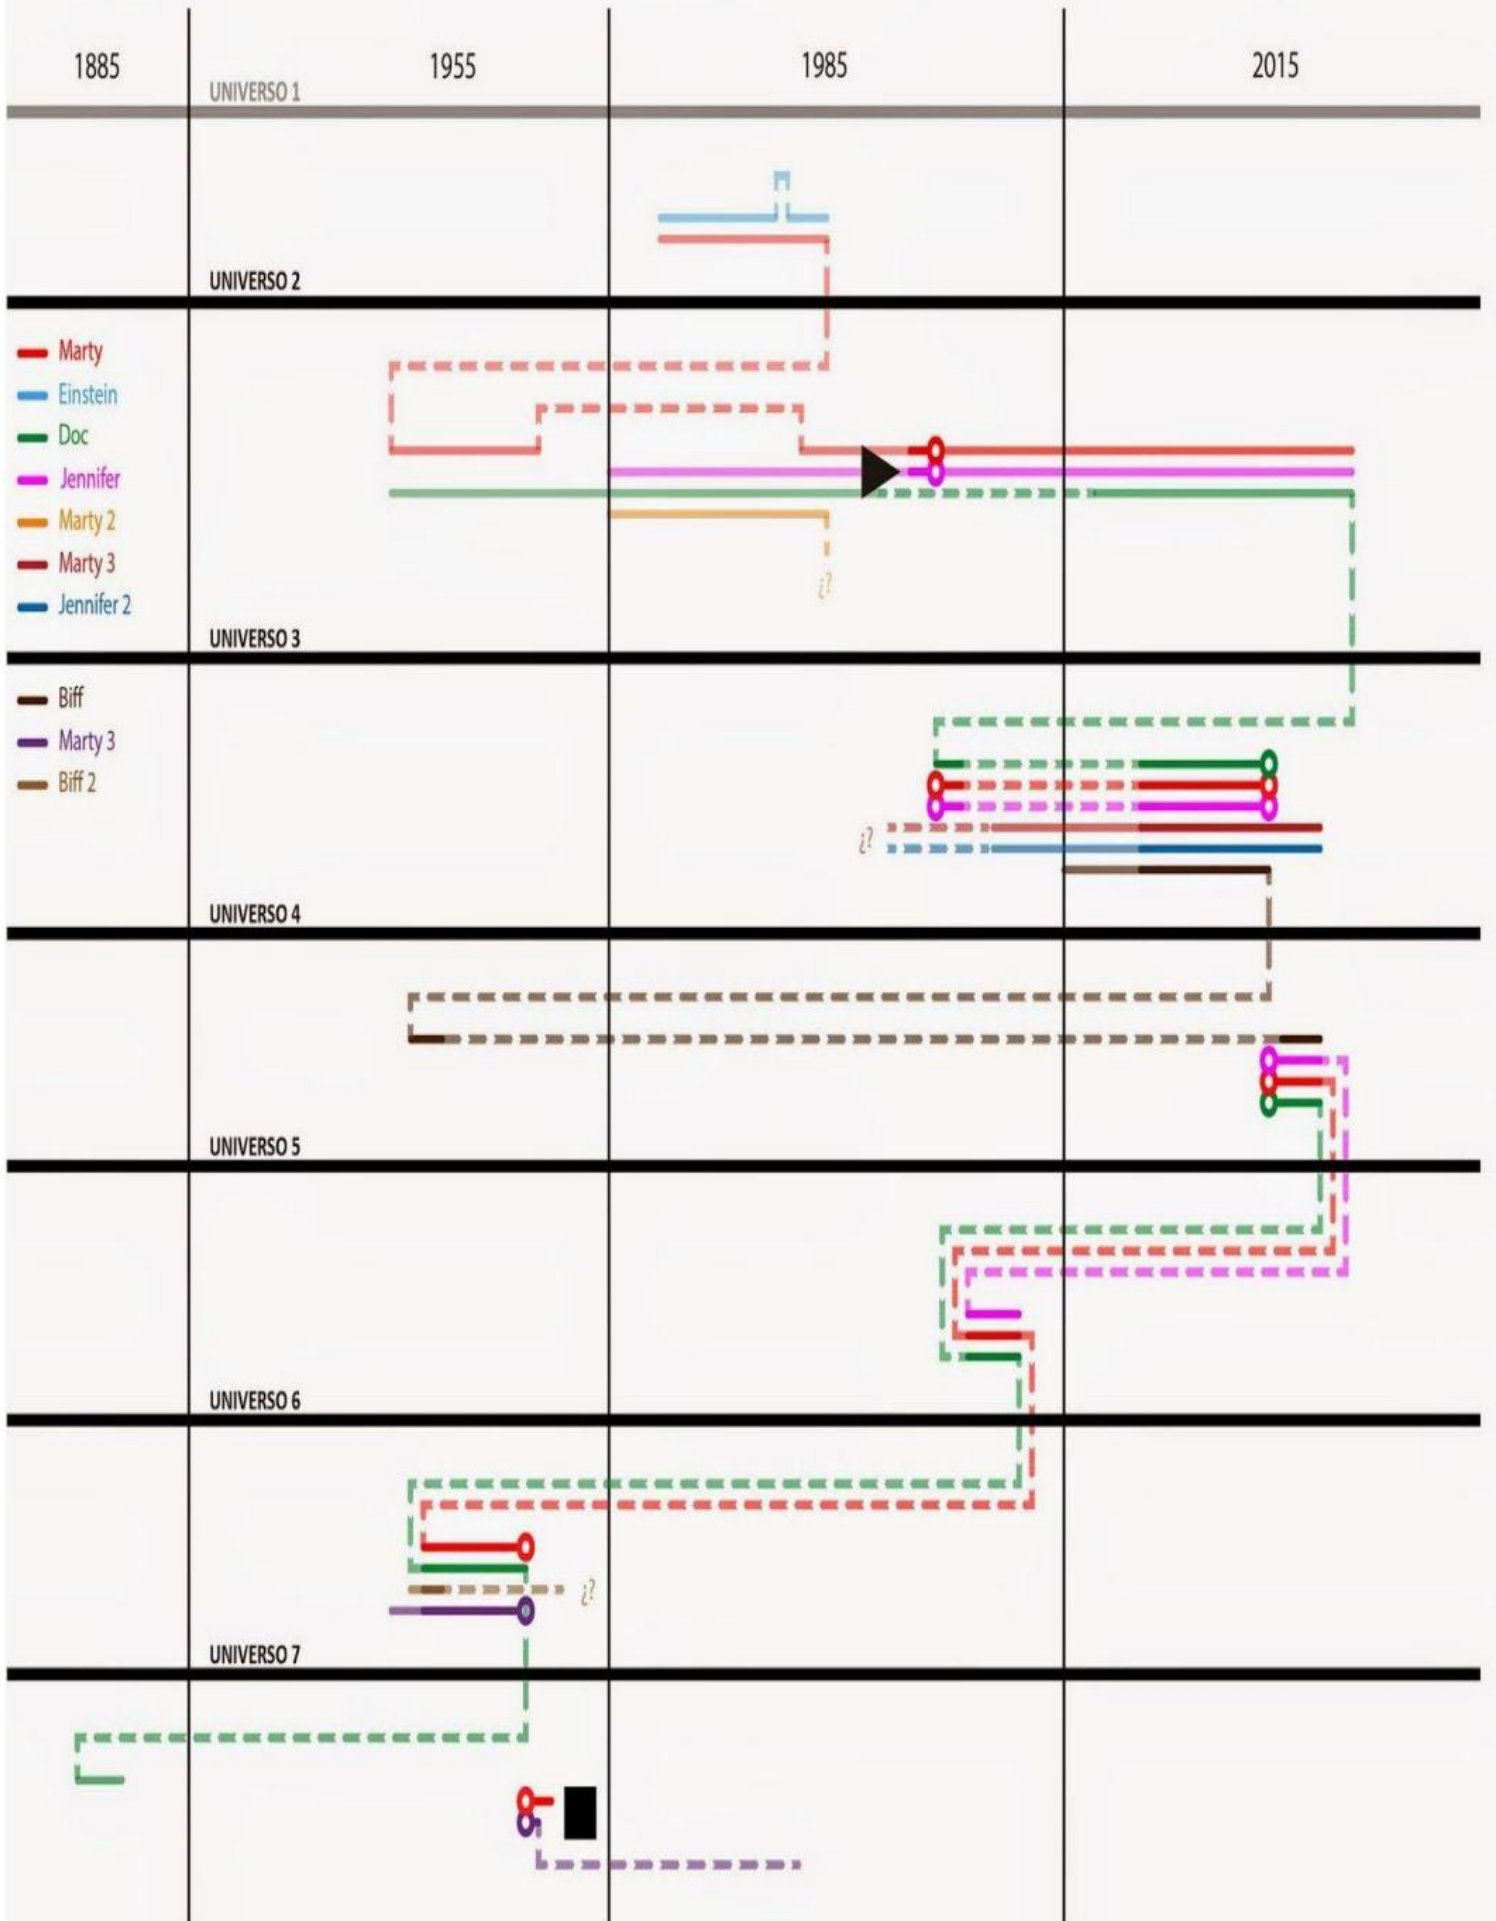 1885
1955
1985
2015
UNIVERSO 1
UNIVERSO 2
Marty
Einstein
Doc
Jennifer
Marty 2
Marty 3
Jennifer 2
¿?
UNIVERSO 3
Biff
Marty 3
Biff 2
¿?
UNIVERSO 4
UNIVERSO 5
UNIVERSO 6
¿?
UNIVERSO 7